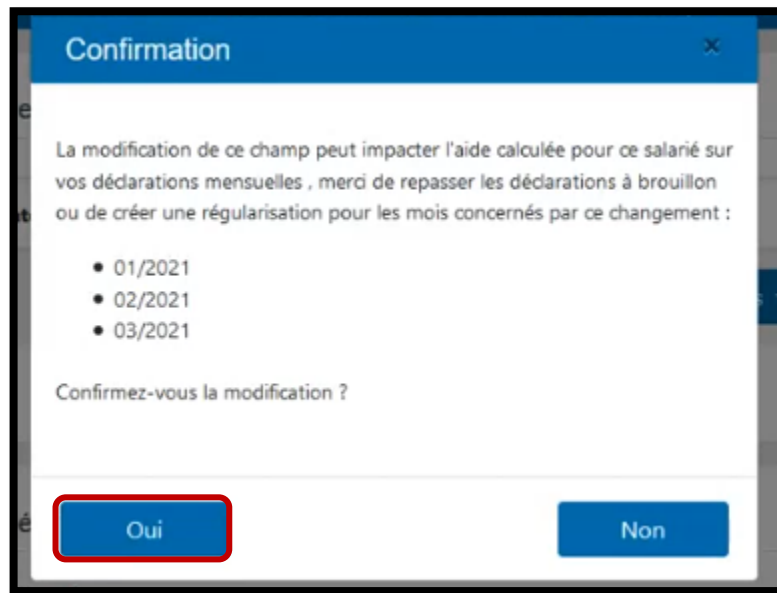 Confirmation
×
La modification de ce champ peut impacter l'aide calculée pour ce salarié sur
vos déclarations mensuelles , merci de repasser les déclarations à brouillon
ou de créer une régularisation pour les mois concernés par ce changement :
• 01/2021
• 02/2021
• 03/2021
Confirmez-vous la modification ?
Oui
Non